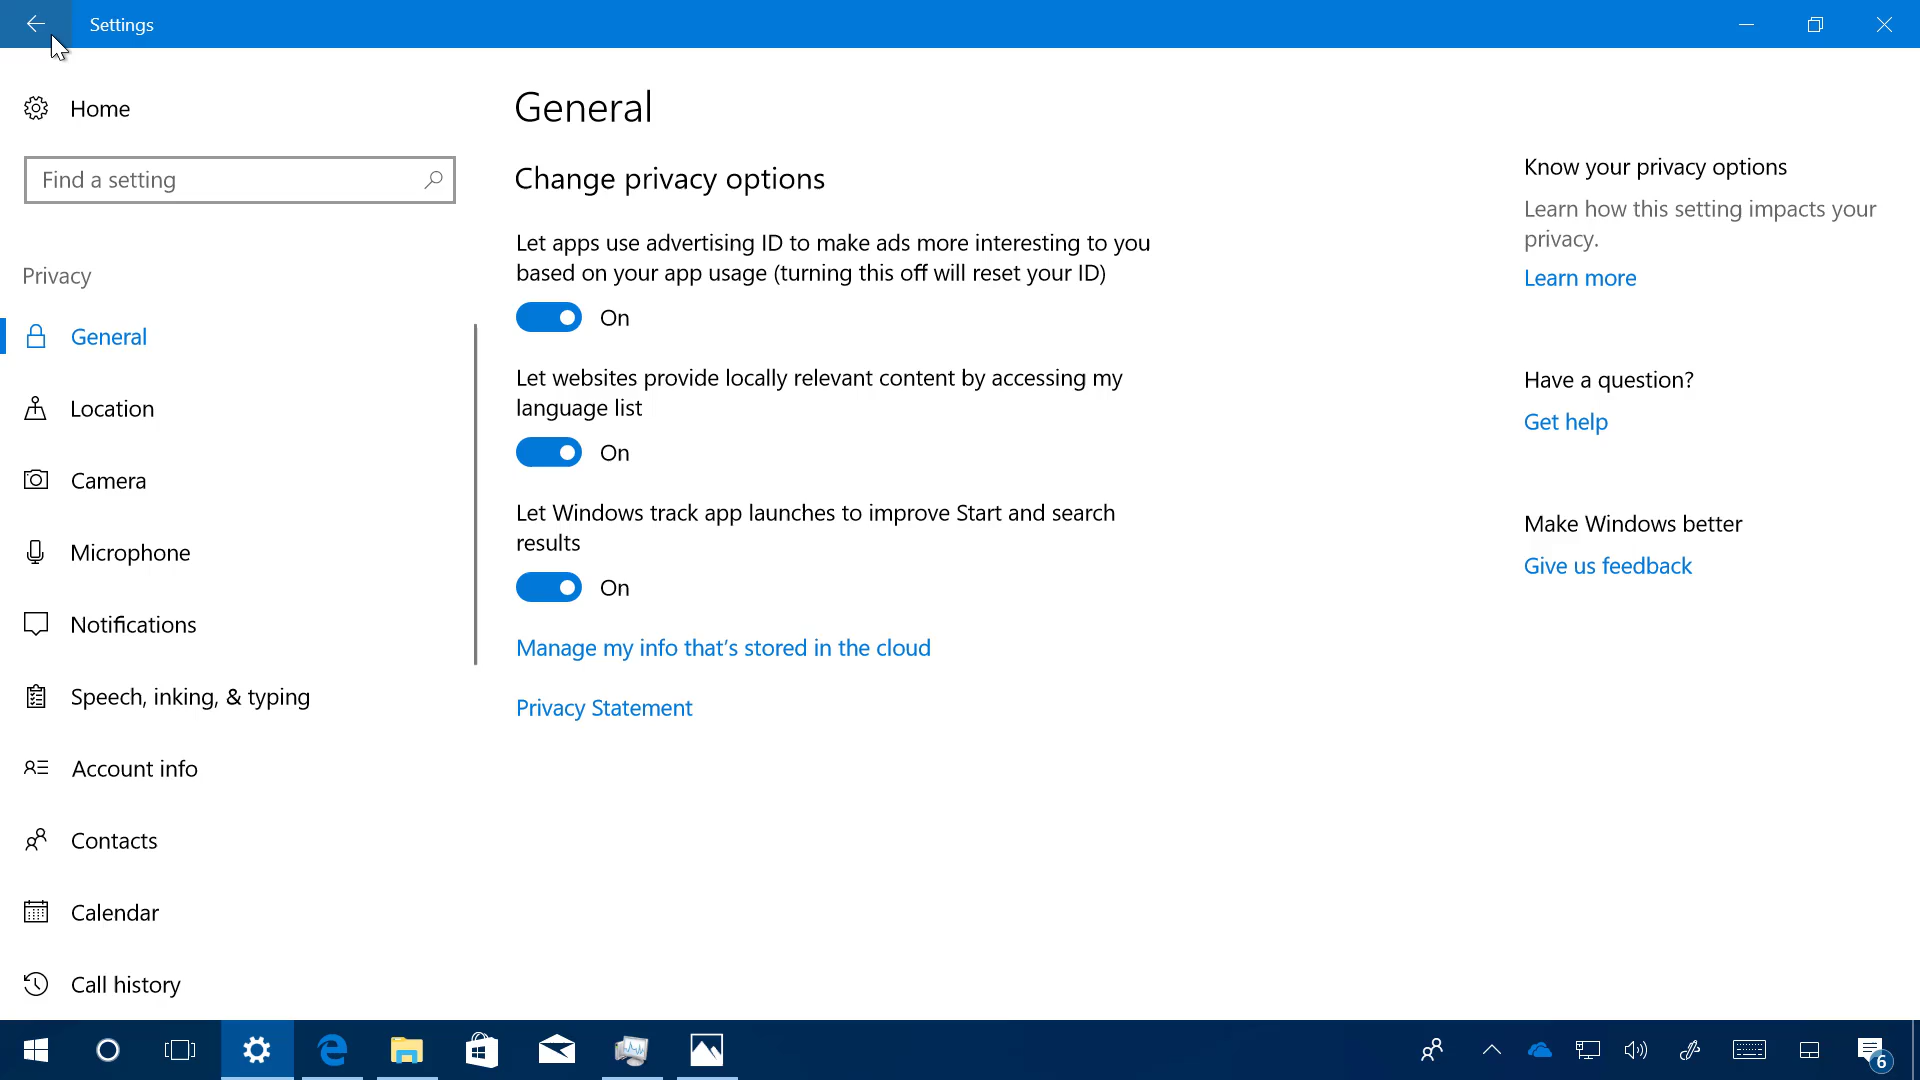 Settings
Home
Find a setting
Privacy
General
Location
Camera
Microphone
Notifications
Speech, inking, & typing
Account info
Contacts
Calendar
Call history
General
Change privacy options
Let apps use advertising ID to make ads more interesting to you
based on your app usage (turning this off will reset your ID)
On
Let websites provide locally relevant content by accessing my
language list
On
Let Windows track app launches to improve Start and search
results
On
Manage my info that's stored in the cloud
Privacy Statement
Know your privacy options
Learn how this setting impacts your
privacy.
Learn more
Have a question?
Get help
Make Windows better
Give us feedback
6